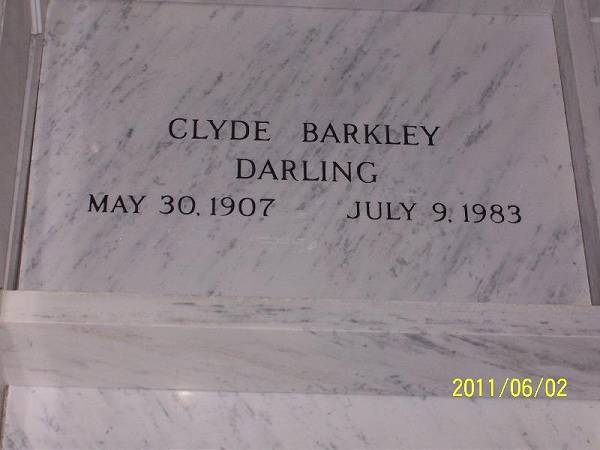 CLYDE BARKLEY
DARLING
MAY 30, 1907 JULY 9, 1983
2011/06/02